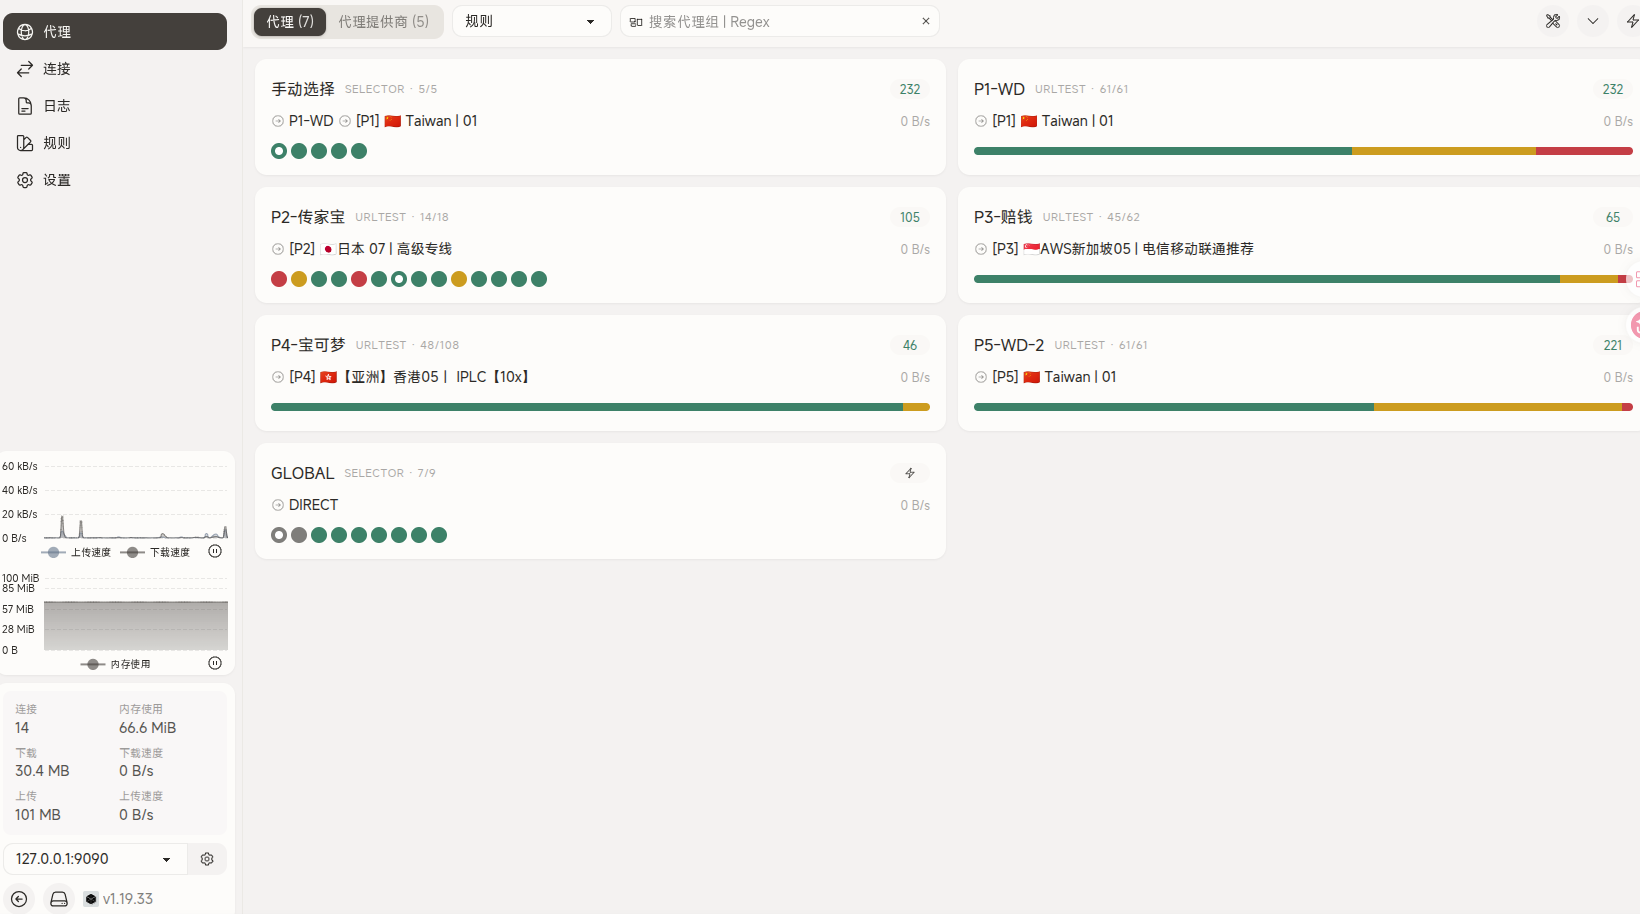 代理
连接
日志
规则
设置
60 kB/s
40 kB/s
20 kB/s
0 B/s
上传速度 下载速度
100 MiB
85 MiB
57 MiB
28 MiB
0 B
内存使用
连接 内存使用
14 66.6 MiB
下载 下载速度
30.4 MB 0 B/s
上传 上传速度
101 MB 0 B/s
127.0.0.1:9090
v1.19.33
代理 (7) 代理提供商 (5) 规则 搜索代理组 | Regex
手动选择 SELECTOR · 5/5 232
P1-WD [P1] 🇨🇳 Taiwan | 01 0 B/s
P1-WD URLTEST · 61/61 232
[P1] 🇨🇳 Taiwan | 01 0 B/s
P2-传家宝 URLTEST · 14/18 105
[P2] 🇯🇵日本 07 | 高级专线 0 B/s
P3-赔钱 URLTEST · 45/62 65
[P3] 🇸🇬AWS新加坡05 | 电信移动联通推荐 0 B/s
P4-宝可梦 URLTEST · 48/108 46
[P4] 🇭🇰【亚洲】香港05 | IPLC【10x】 0 B/s
P5-WD-2 URLTEST · 61/61 221
[P5] 🇨🇳 Taiwan | 01 0 B/s
GLOBAL SELECTOR · 7/9
DIRECT 0 B/s